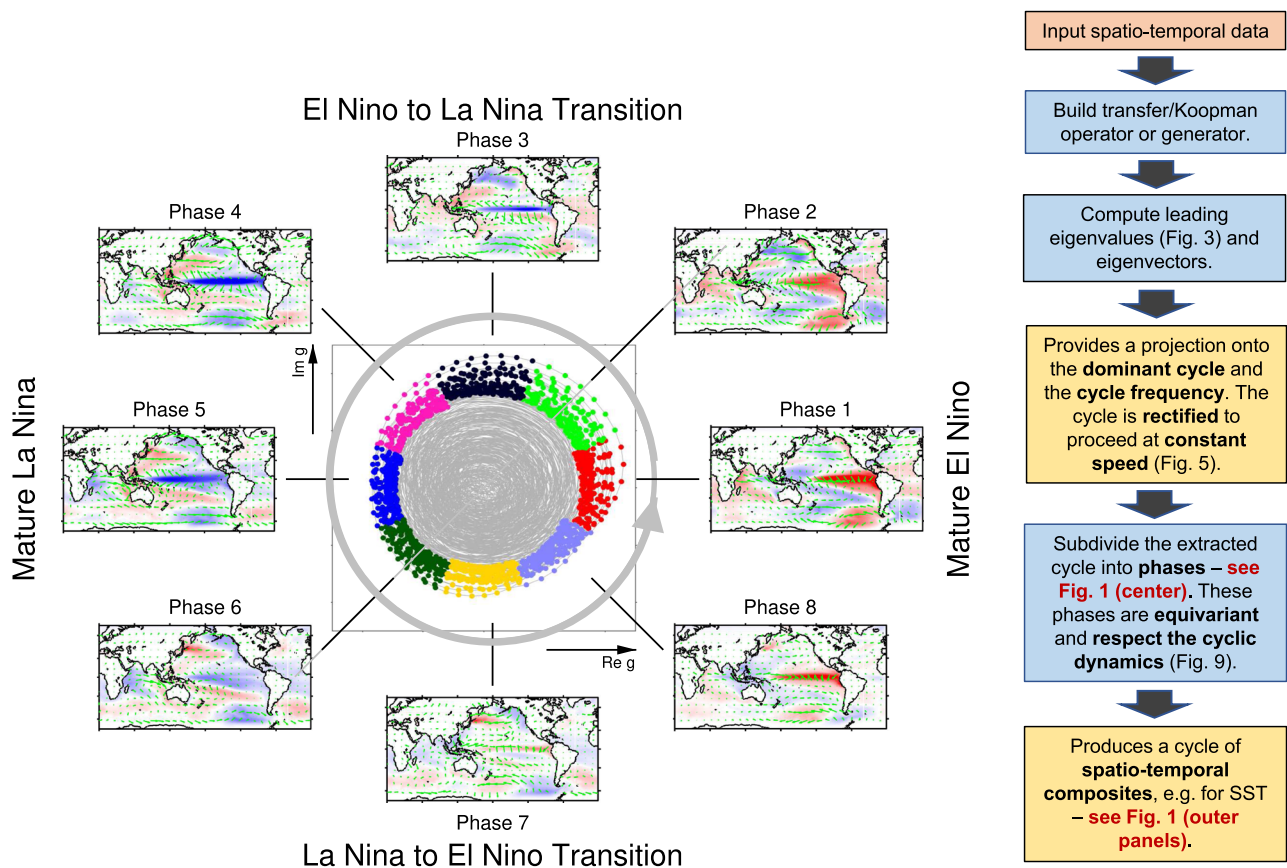 El Nino to La Nina Transition
Phase 3
Phase 4
Phase 2
Im g
Mature La Nina
Phase 5
Phase 1
Mature El Nino
Phase 6
Phase 8
Re g
Phase 7
La Nina to El Nino Transition
Input spatio-temporal data
Build transfer/Koopman
operator or generator.
Compute leading
eigenvalues (Fig. 3) and
eigenvectors.
Provides a projection onto
the dominant cycle and
the cycle frequency. The
cycle is rectified to
proceed at constant
speed (Fig. 5).
Subdivide the extracted
cycle into phases – see
Fig. 1 (center). These
phases are equivariant
and respect the cyclic
dynamics (Fig. 9).
Produces a cycle of
spatio-temporal
composites, e.g. for SST
– see Fig. 1 (outer
panels).